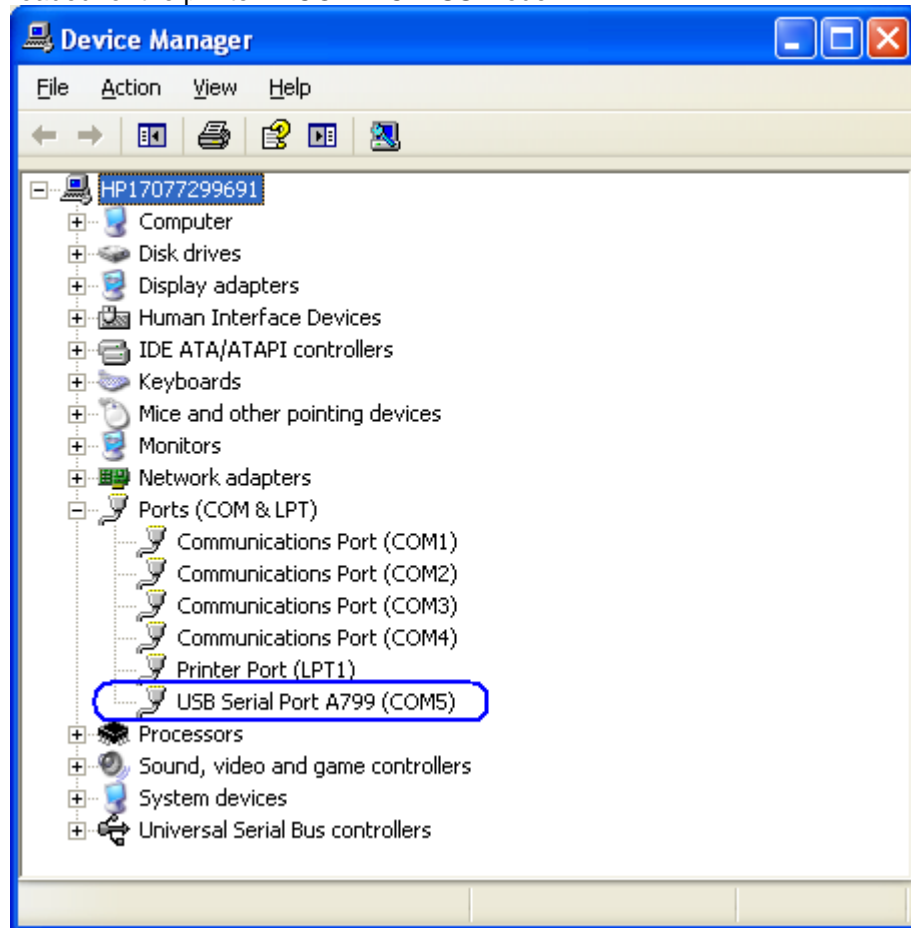 Device Manager
File Action View Help
HP17077299691
Computer
Disk drives
Display adapters
Human Interface Devices
IDE ATA/ATAPI controllers
Keyboards
Mice and other pointing devices
Monitors
Network adapters
Ports (COM & LPT)
Communications Port (COM1)
Communications Port (COM2)
Communications Port (COM3)
Communications Port (COM4)
Printer Port (LPT1)
USB Serial Port A799 (COM5)
Processors
Sound, video and game controllers
System devices
Universal Serial Bus controllers